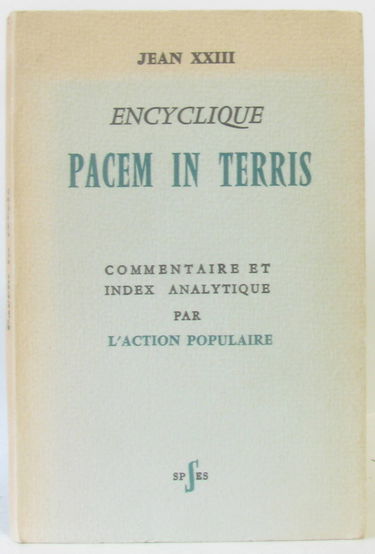 JEAN XXIII
ENCYCLIQUE
PACEM IN TERRIS
COMMENTAIRE ET
INDEX ANALYTIQUE
PAR
L'ACTION POPULAIRE
SPES